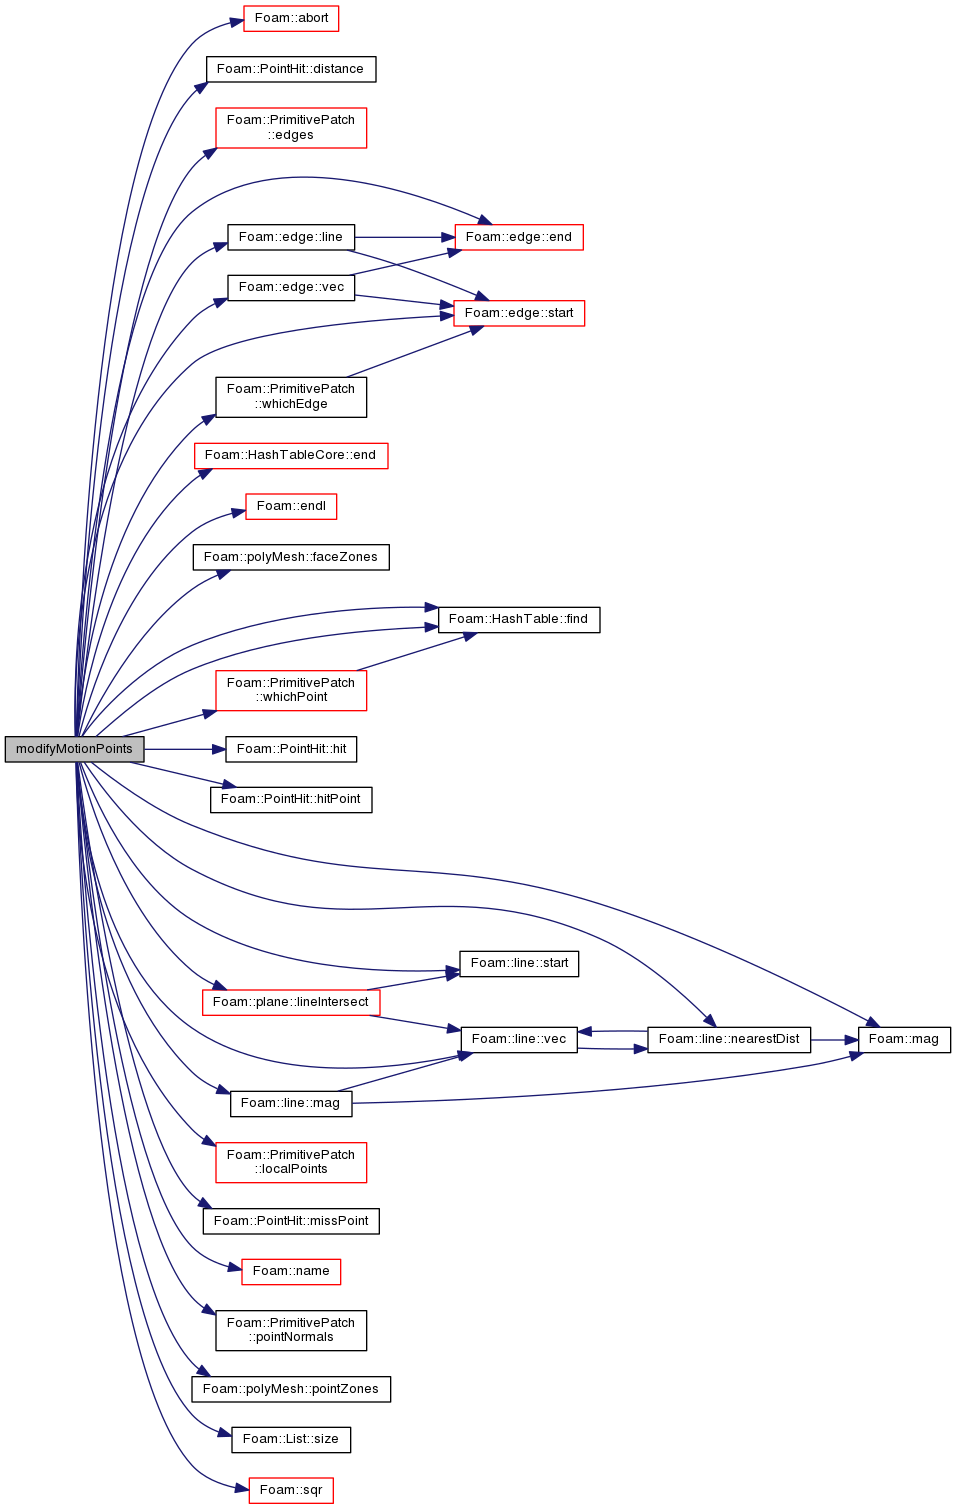 Foam::abort
Foam::PointHit::distance
Foam::PrimitivePatch
::edges
Foam::edge::line
Foam::edge::end
Foam::edge::vec
Foam::edge::start
Foam::PrimitivePatch
::whichEdge
Foam::HashTableCore::end
Foam::endl
Foam::polyMesh::faceZones
Foam::HashTable::find
Foam::PrimitivePatch
::whichPoint
modifyMotionPoints
Foam::PointHit::hit
Foam::PointHit::hitPoint
Foam::line::start
Foam::plane::lineIntersect
Foam::line::vec
Foam::line::nearestDist
Foam::mag
Foam::line::mag
Foam::PrimitivePatch
::localPoints
Foam::PointHit::missPoint
Foam::name
Foam::PrimitivePatch
::pointNormals
Foam::polyMesh::pointZones
Foam::List::size
Foam::sqr